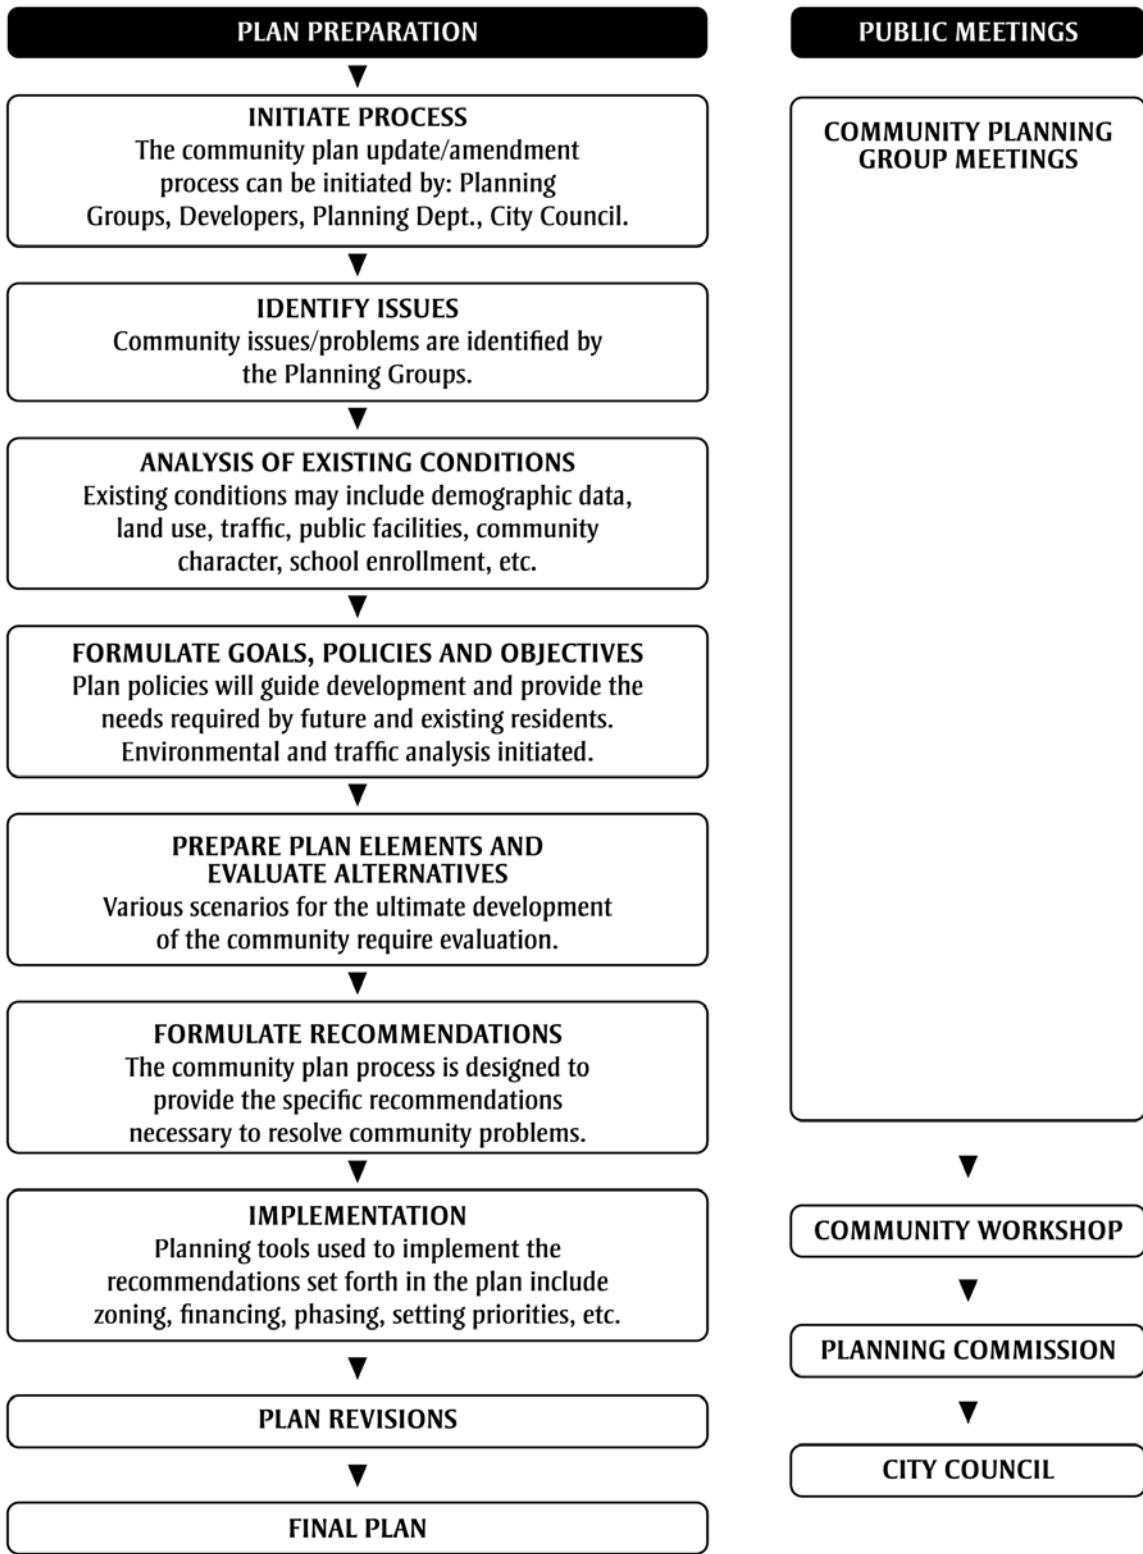 PLAN PREPARATION
INITIATE PROCESS
The community plan update/amendment
process can be initiated by: Planning
Groups, Developers, Planning Dept., City Council.
IDENTIFY ISSUES
Community issues/problems are identified by
the Planning Groups.
ANALYSIS OF EXISTING CONDITIONS
Existing conditions may include demographic data,
land use, traffic, public facilities, community
character, school enrollment, etc.
FORMULATE GOALS, POLICIES AND OBJECTIVES
Plan policies will guide development and provide the
needs required by future and existing residents.
Environmental and traffic analysis initiated.
PREPARE PLAN ELEMENTS AND
EVALUATE ALTERNATIVES
Various scenarios for the ultimate development
of the community require evaluation.
FORMULATE RECOMMENDATIONS
The community plan process is designed to
provide the specific recommendations
necessary to resolve community problems.
IMPLEMENTATION
Planning tools used to implement the
recommendations set forth in the plan include
zoning, financing, phasing, setting priorities, etc.
PLAN REVISIONS
FINAL PLAN
PUBLIC MEETINGS
COMMUNITY PLANNING
GROUP MEETINGS
COMMUNITY WORKSHOP
PLANNING COMMISSION
CITY COUNCIL